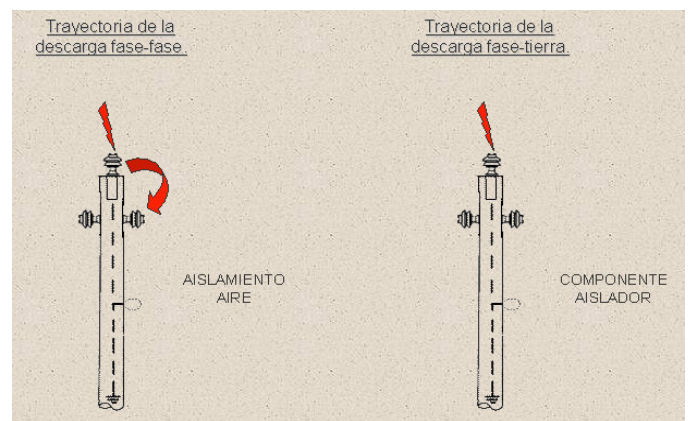 Trayectoria de la
descarga fase-fase.
Trayectoria de la
descarga fase-tierra.
AISLAMIENTO
AIRE
COMPONENTE
AISLADOR